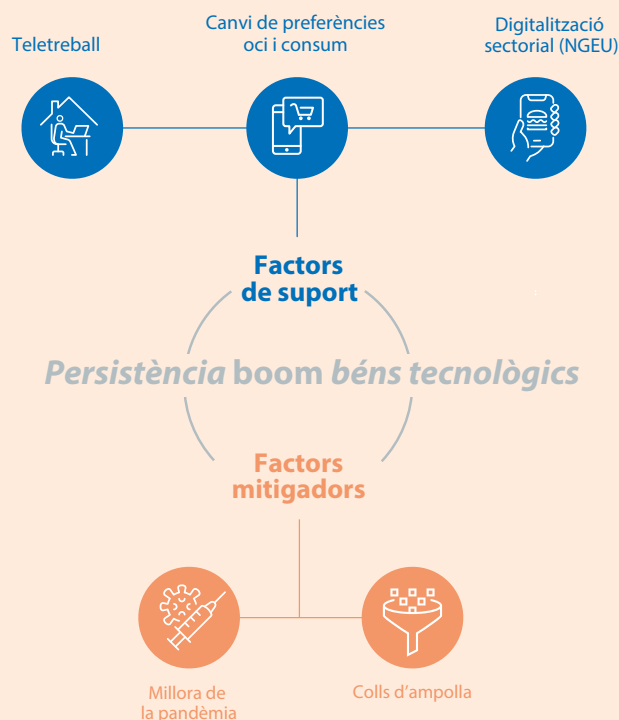 Teletreball
Canvi de preferències
oci i consum
Digitalització
sectorial (NGEU)
Factors
de suport
Persistència boom béns tecnològics
Factors
mitigadors
Millora de
la pandèmia
Colls d’ampolla